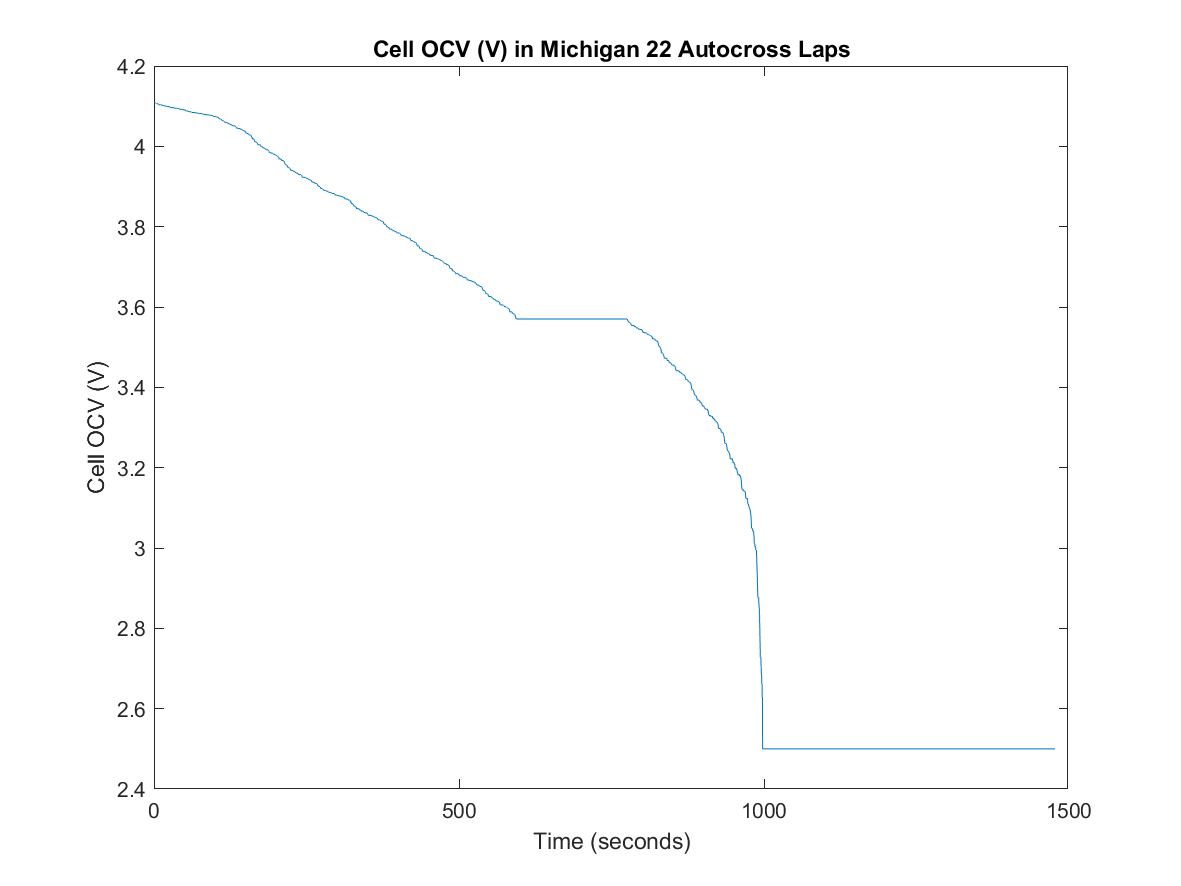 Cell OCV (V) in Michigan 22 Autocross Laps
4.2
4
3.8
3.6
3.4
3.2
3
2.8
2.6
2.4
Cell OCV (V)
0 500 1000 1500
Time (seconds)